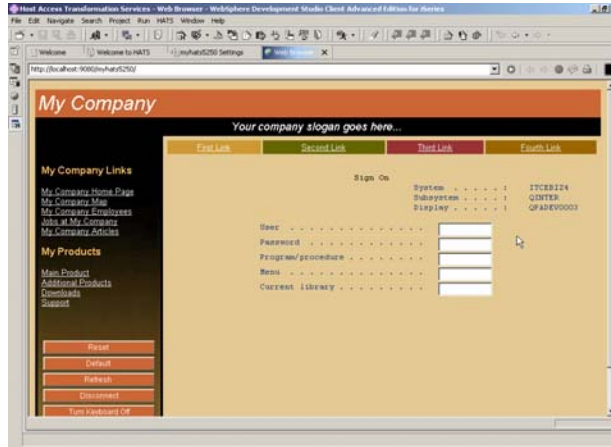 Host Access Transformation Services - Web Browser - WebSphere Development Studio Client Advanced Edition for iSeries
File Edit Navigate Search Project Run HATS Window Help
Welcome Welcome to HATS myhats5250 Settings Web Browser X
http://localhost:9080/myhats5250/
My Company
Your company slogan goes here...
First Link Second Link Third Link Fourth Link
My Company Links
My Company Home Page
My Company Map
My Company Employees
Jobs at My Company
My Company Articles
My Products
Main Product
Additional Products
Downloads
Support
Reset
Default
Refresh
Disconnect
Turn Keyboard Off
Sign On
System . . . . . :
Subsystem . . . . :
QINTER
Display . . . . . :
QPADEV0003
User . . . . . . . . . . . . . .
Password . . . . . . . . . . . .
Program/procedure . . . . . . . .
Menu . . . . . . . . . . . . . .
Current library . . . . . . . . .